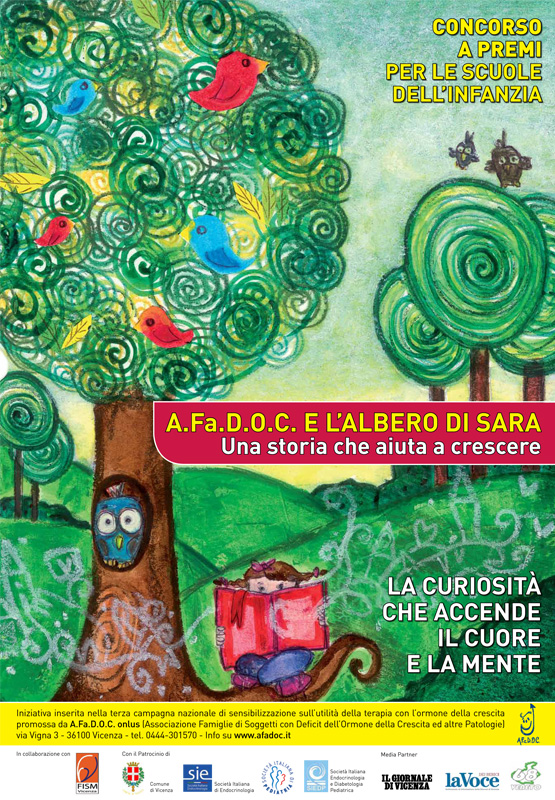 CONCORSO
A PREMI
PER LE SCUOLE
DELL'INFANZIA
A.Fa.D.O.C. E L'ALBERO DI SARA
Una storia che aiuta a crescere
LA CURIOSITÀ
CHE ACCENDE
IL CUORE
E LA MENTE
Iniziativa inserita nella terza campagna nazionale di sensibilizzazione sull'utilità della terapia con l'ormone della crescita
promossa da A.Fa.D.O.C. onlus (Associazione Famiglie di Soggetti con Deficit dell'Ormone della Crescita ed altre Patologie)
via Vigna 3 - 36100 Vicenza - tel. 0444-301570 - Info su www.afadoc.it
AFaDOC
In collaborazione con
Con il Patrocinio di
Media Partner
FISM
Vicenza
Comune
di Vicenza
sie
Società Italiana
di Endocrinologia
SOCIETÀ ITALIANA di PEDIATRIA
SIEDP
Società Italiana
Endocrinologia
e Diabetologia
Pediatrica
IL GIORNALE
DI VICENZA
laVoce
DEI BERICI
VENETO